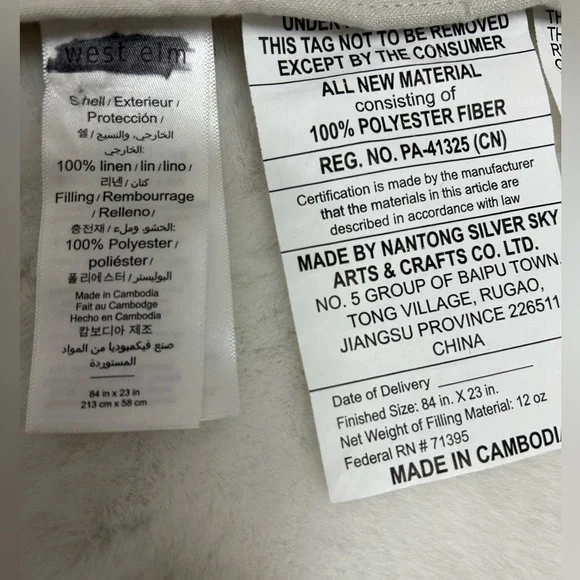 west elm
Shell / Exterieur /
Protección /
쉘 / الخارجي، والنسيج /
الخارجي:
100% linen / lin / lino /
리넨 / كتان /
Filling / Rembourrage
/ Relleno /
충전재 / الحشو، وملء:
100% Polyester /
poliéster /
폴리에스터 / البوليستر
Made in Cambodia
Fait au Cambodge
Hecho en Cambodia
캄보디아 제조
صنع فيكمبوديا من المواد
المستوردة
84 in x 23 in
213 cm x 58 cm
UNDER
THIS TAG NOT TO BE REMOVED
EXCEPT BY THE CONSUMER
ALL NEW MATERIAL
consisting of
100% POLYESTER FIBER
REG. NO. PA-41325 (CN)
Certification is made by the manufacturer
that the materials in this article are
described in accordance with law
MADE BY NANTONG SILVER SKY
ARTS & CRAFTS CO. LTD.
NO. 5 GROUP OF BAIPU TOWN.
TONG VILLAGE, RUGAO,
JIANGSU PROVINCE 226511
CHINA
Date of Delivery
Finished Size: 84 in. X 23 in.
Net Weight of Filling Material: 12 oz
Federal RN # 71395
MADE IN CAMBODI